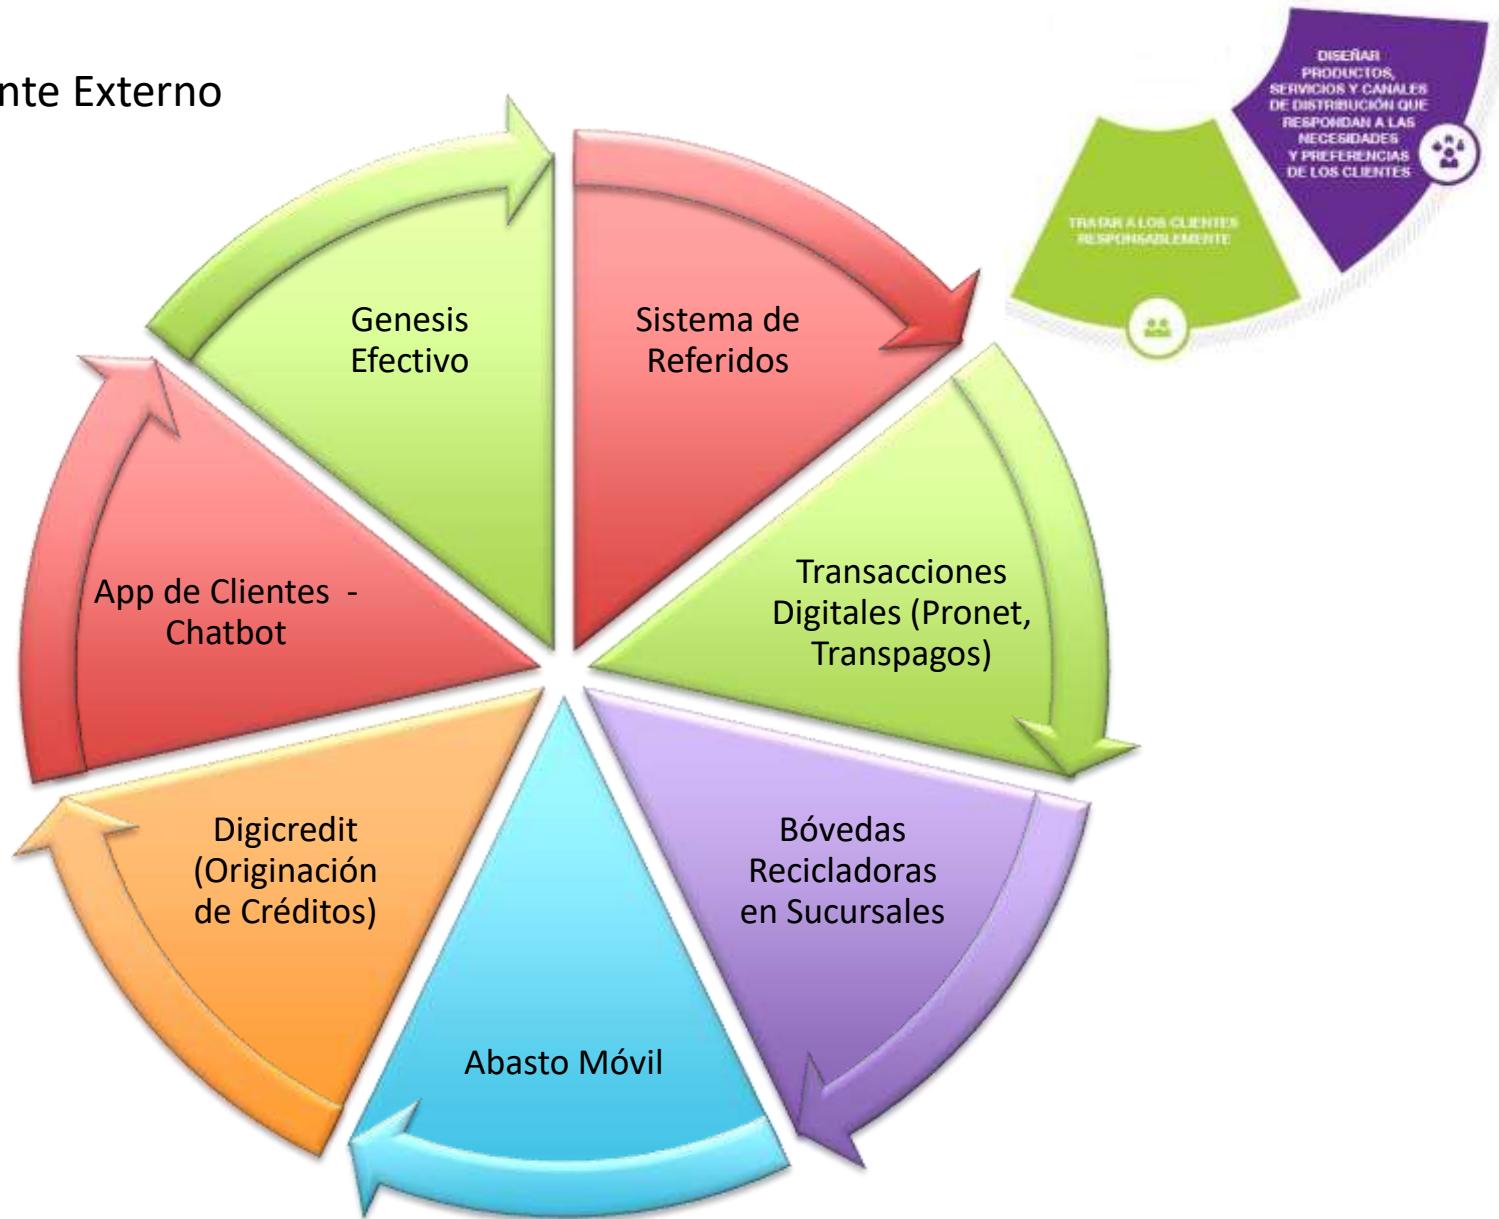 nte Externo
DISEÑAR
PRODUCTOS,
SERVICIOS Y CANALES
DE DISTRIBUCIÓN QUE
RESPONDAN A LAS
NECESIDADES
Y PREFERENCIAS
DE LOS CLIENTES
TRATAR A LOS CLIENTES
RESPONSABLEMENTE
Genesis
Efectivo
Sistema de
Referidos
Transacciones
Digitales (Pronet,
Transpagos)
Bóvedas
Recicladoras
en Sucursales
Abasto Móvil
Digicredit
(Originación
de Créditos)
App de Clientes -
Chatbot